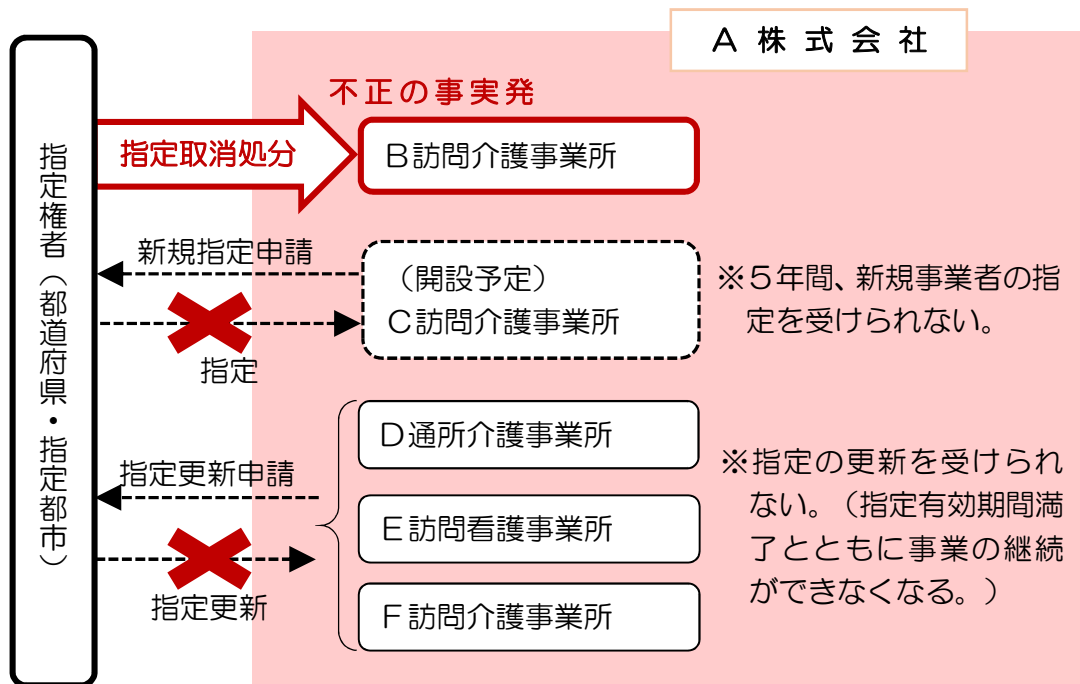 A株式会社
指定権者（都道府県・指定都市）
不正の事実発
指定取消処分
B訪問介護事業所
新規指定申請
（開設予定）
C訪問介護事業所
指定
※５年間、新規事業者の指
定を受けられない。
D通所介護事業所
指定更新申請
E訪問看護事業所
指定更新
F訪問介護事業所
※指定の更新を受けられ
ない。（指定有効期間満
了とともに事業の継続
ができなくなる。）